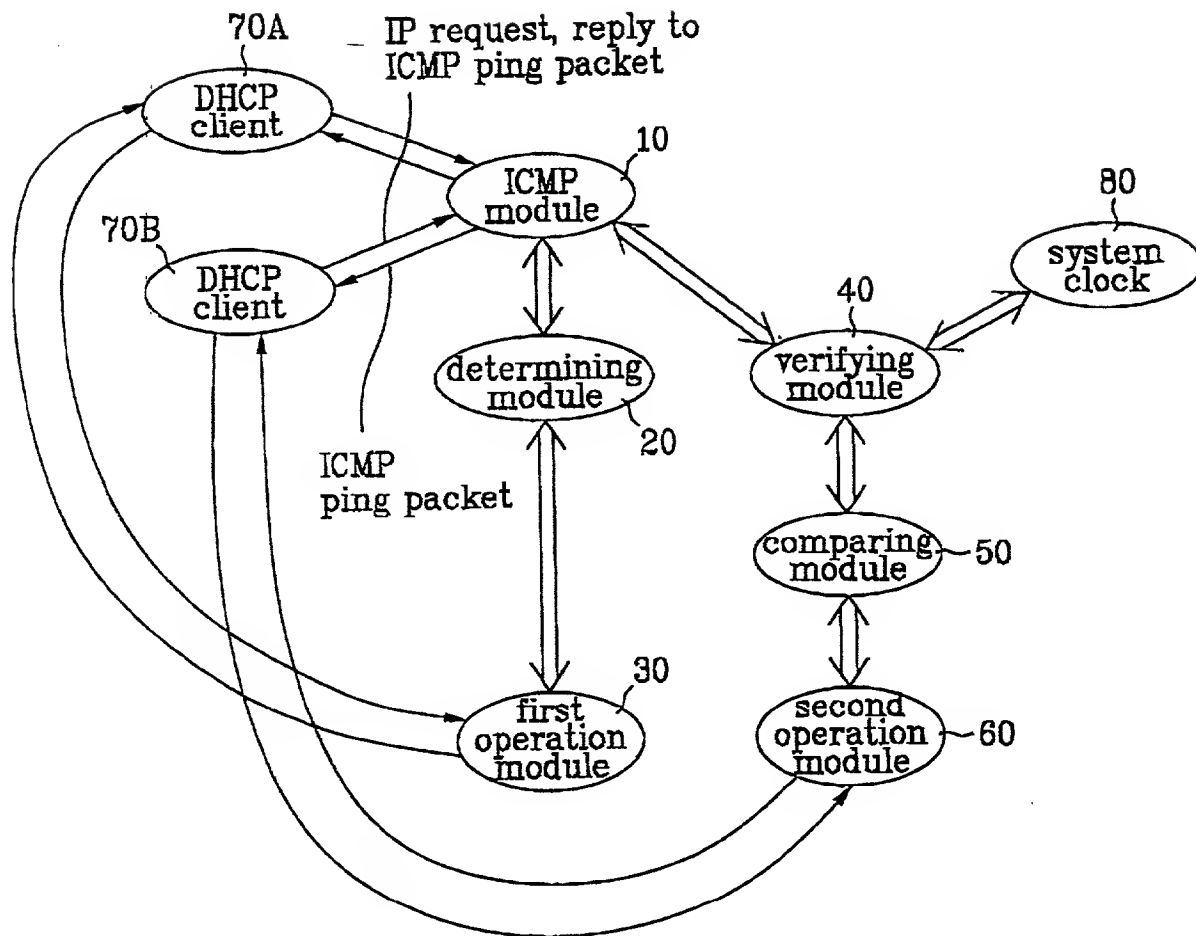 70A
IP request, reply to
ICMP ping packet
DHCP
client
10
ICMP
module
80
system
clock
70B
DHCP
client
40
verifying
module
determining
module
20
ICMP
ping packet
comparing
module
50
30
first
operation
module
second
operation
module
60